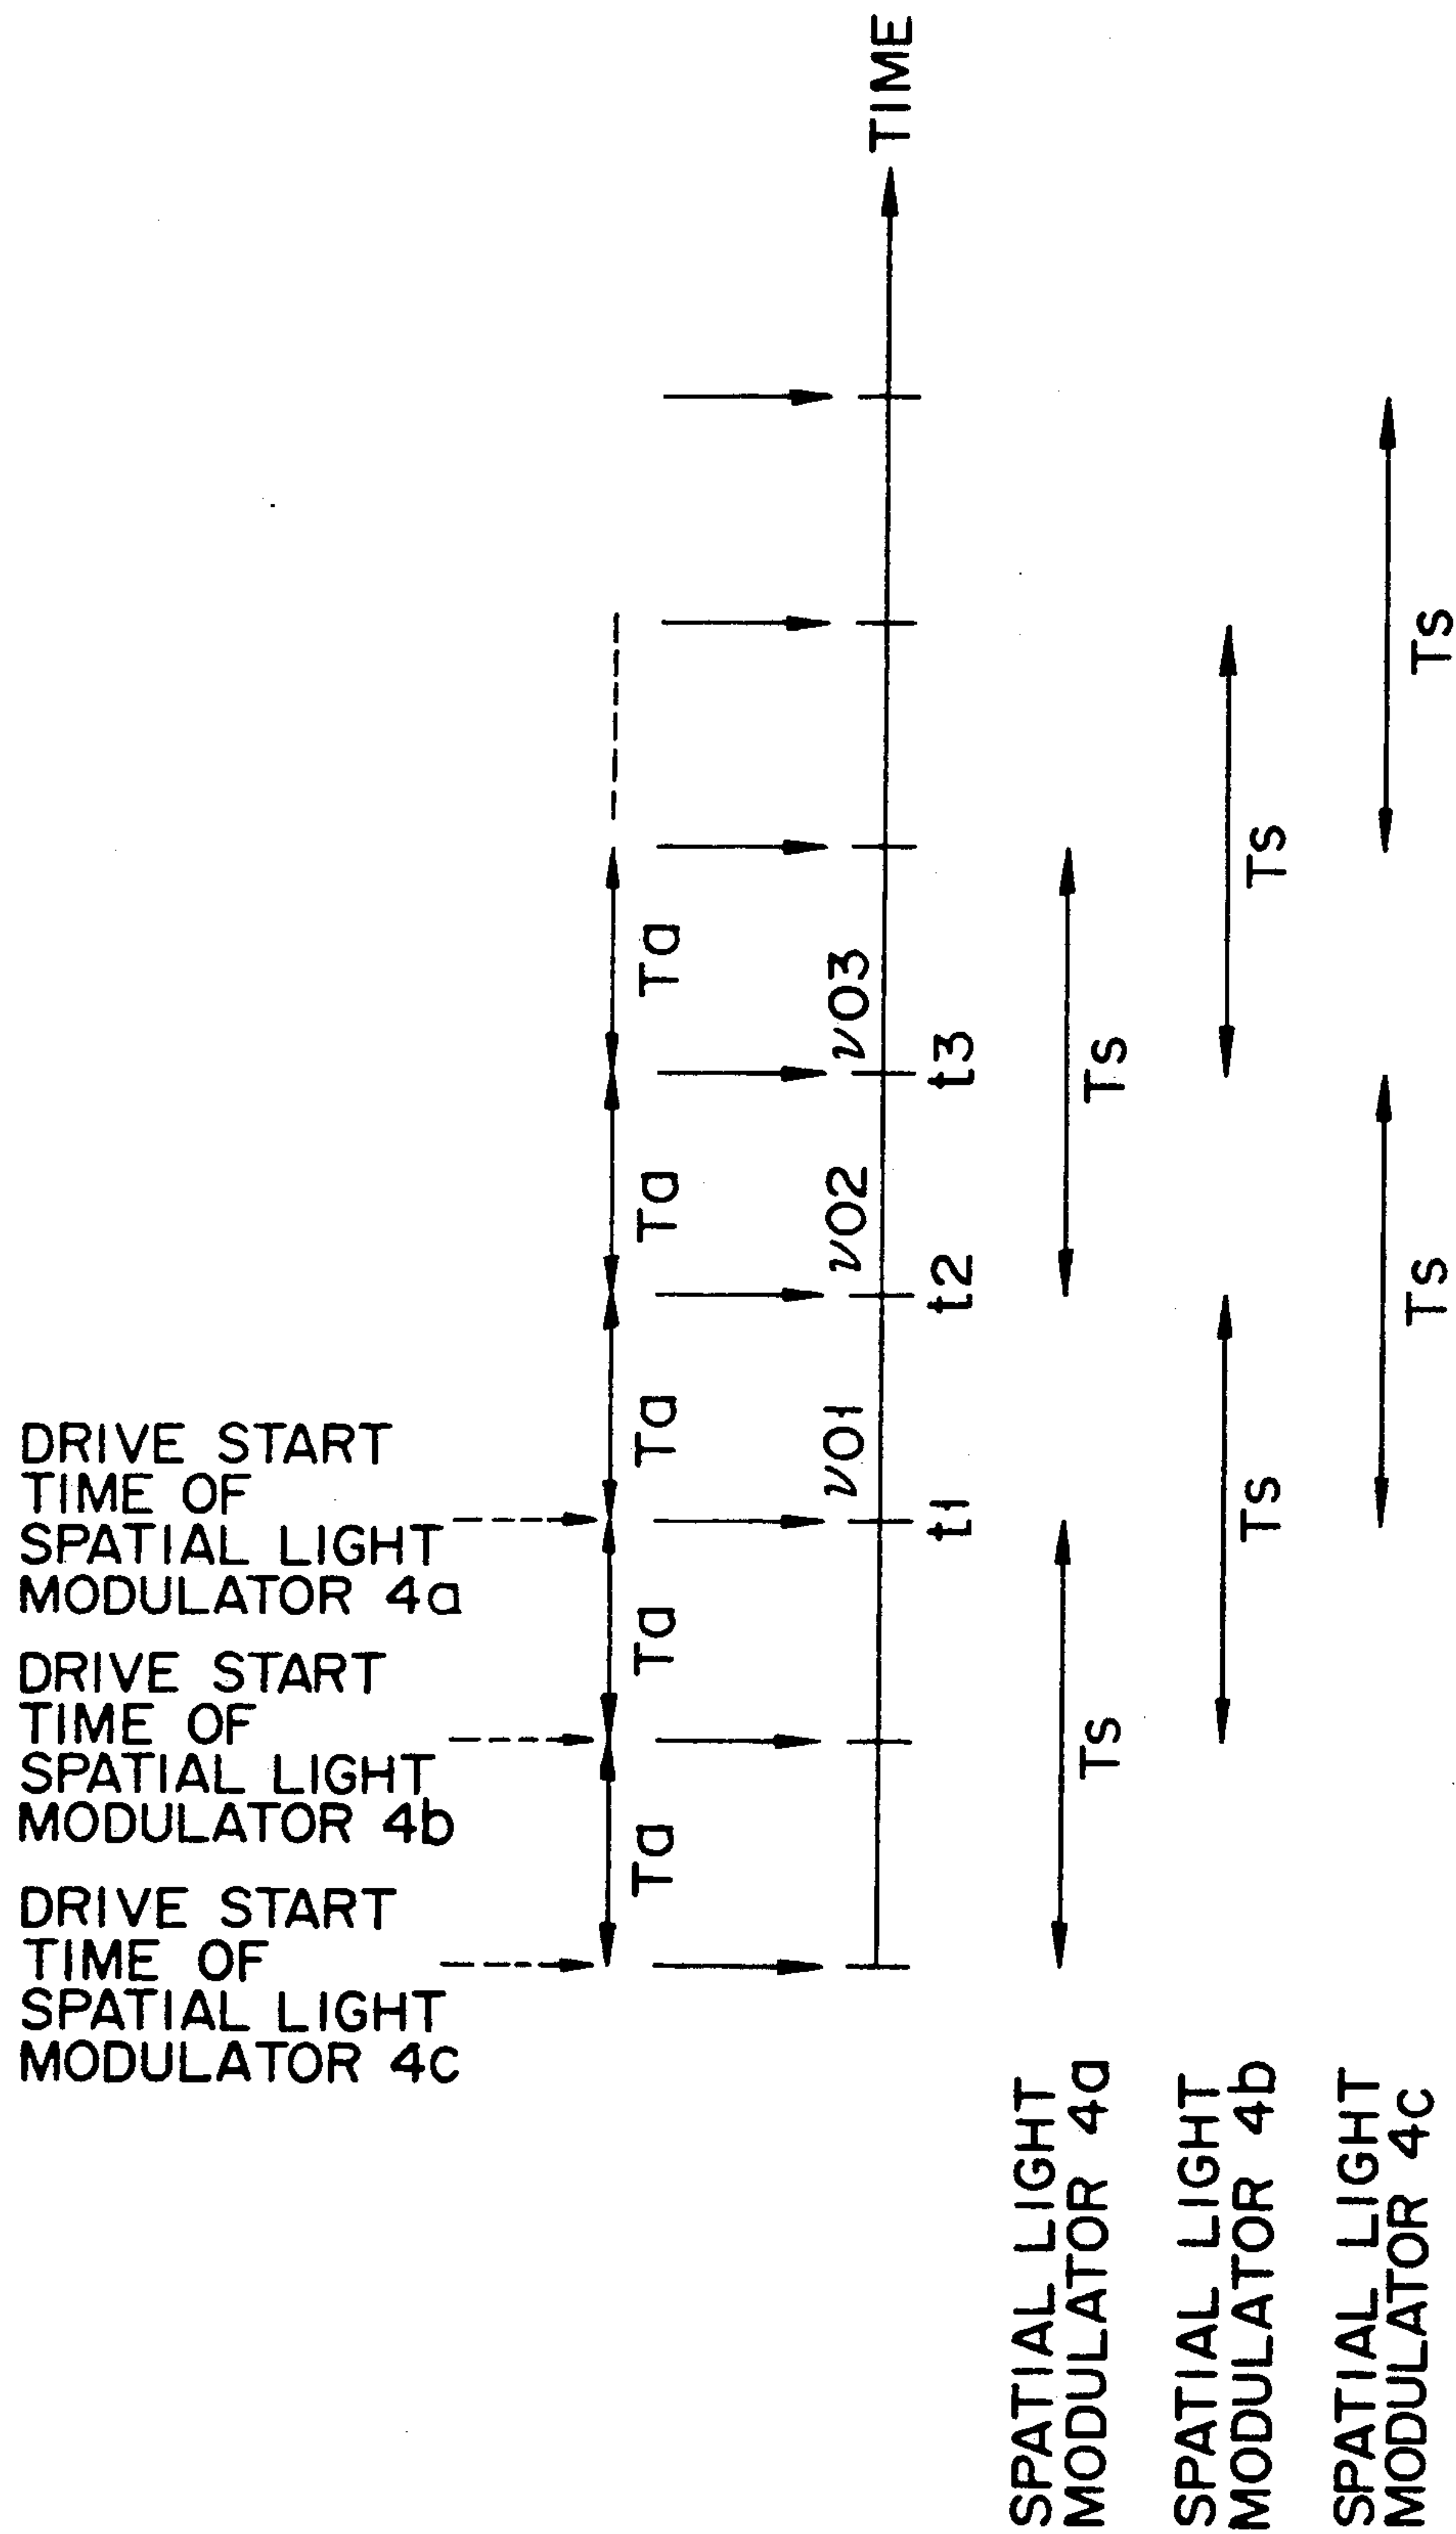 DRIVE START
TIME OF
SPATIAL LIGHT
MODULATOR 4a
DRIVE START
TIME OF
SPATIAL LIGHT
MODULATOR 4b
DRIVE START
TIME OF
SPATIAL LIGHT
MODULATOR 4c
Ta
Ta
Ta
Ta
Ta
ν01
ν02
ν03
TIME
t1
t2
t3
SPATIAL LIGHT
MODULATOR 4a
Ts
Ts
SPATIAL LIGHT
MODULATOR 4b
Ts
Ts
SPATIAL LIGHT
MODULATOR 4c
Ts
Ts